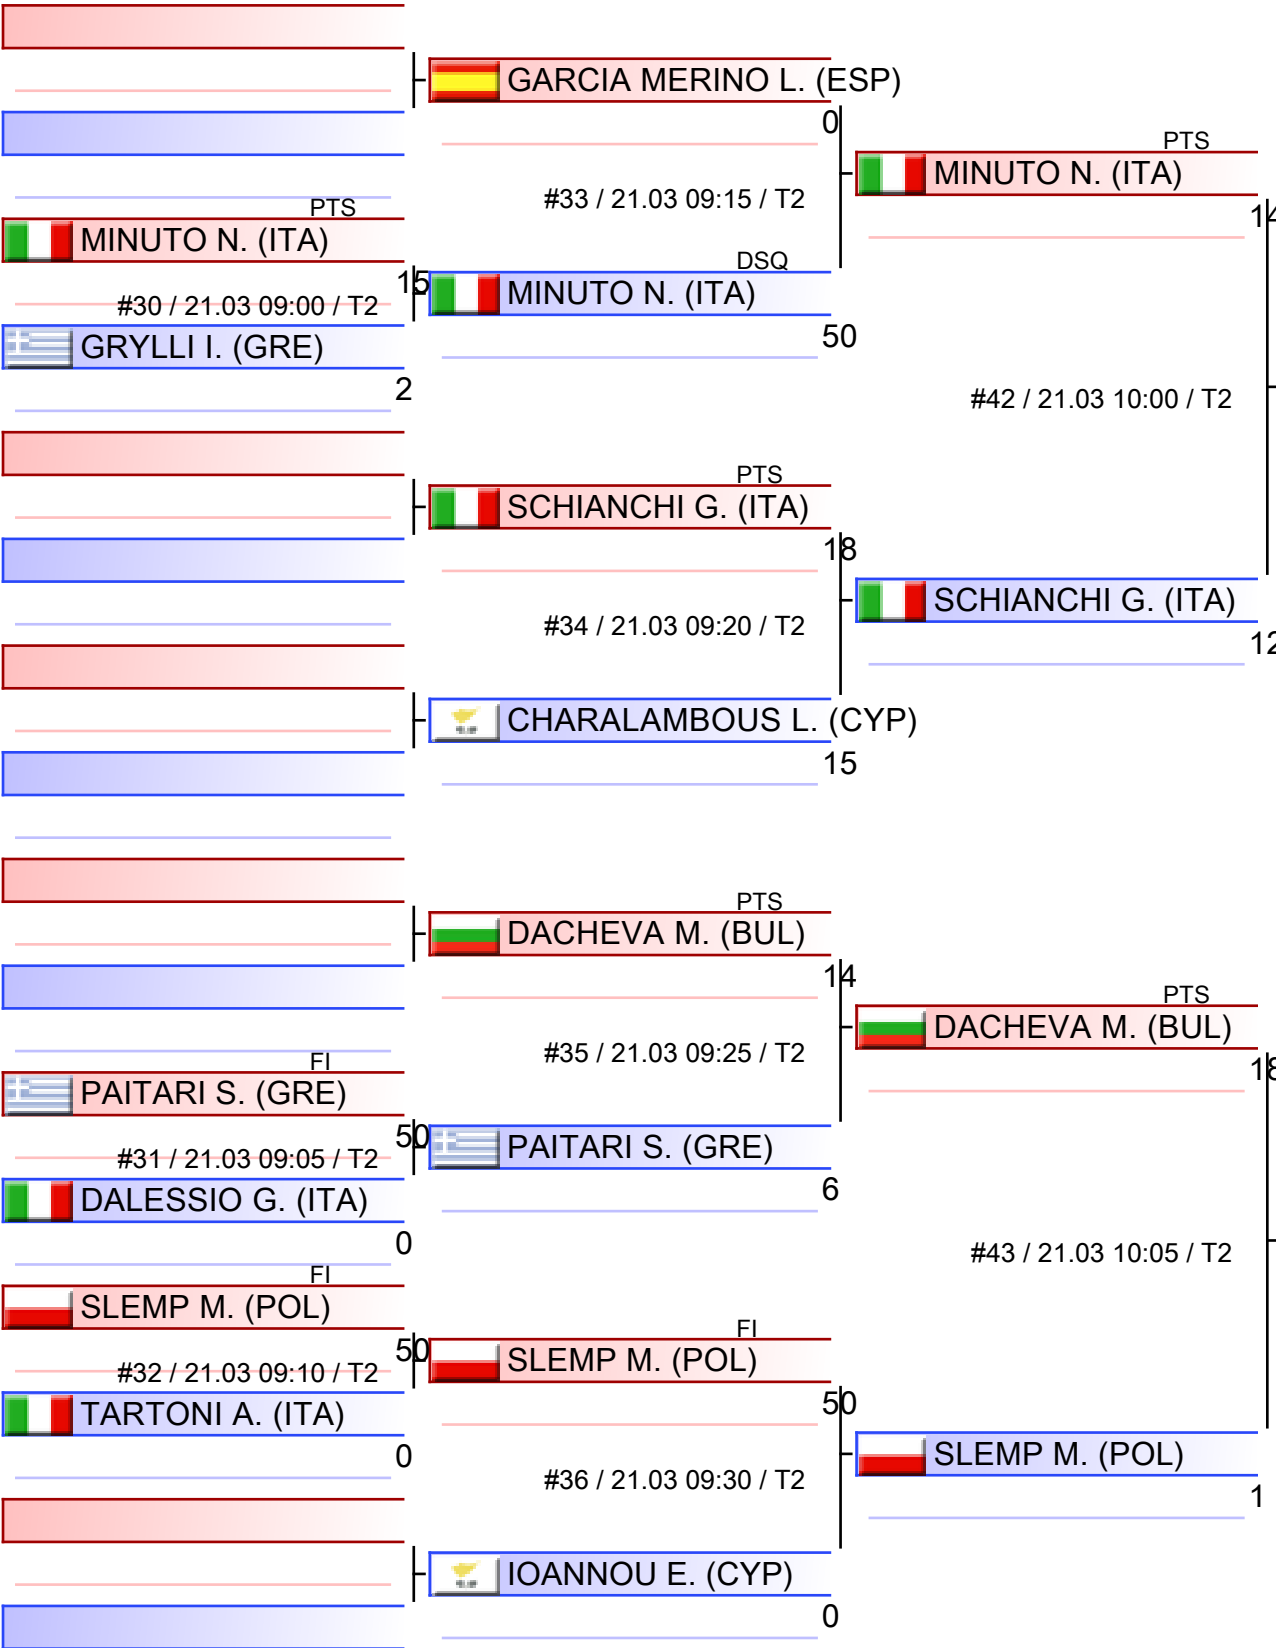 GARCIA MERINO L. (ESP)
0
PTS
MINUTO N. (ITA)
#33 / 21.03 09:15 / T2
PTS
14
MINUTO N. (ITA)
DSQ
15
MINUTO N. (ITA)
#30 / 21.03 09:00 / T2
50
GRYLLI I. (GRE)
2
#42 / 21.03 10:00 / T2
PTS
SCHIANCHI G. (ITA)
18
SCHIANCHI G. (ITA)
#34 / 21.03 09:20 / T2
12
CHARALAMBOUS L. (CYP)
15
PTS
DACHEVA M. (BUL)
14
PTS
DACHEVA M. (BUL)
#35 / 21.03 09:25 / T2
FI
18
PAITARI S. (GRE)
50
PAITARI S. (GRE)
#31 / 21.03 09:05 / T2
6
DALESSIO G. (ITA)
0
#43 / 21.03 10:05 / T2
FI
SLEMP M. (POL)
FI
50
SLEMP M. (POL)
#32 / 21.03 09:10 / T2
50
TARTONI A. (ITA)
0
SLEMP M. (POL)
#36 / 21.03 09:30 / T2
1
IOANNOU E. (CYP)
0